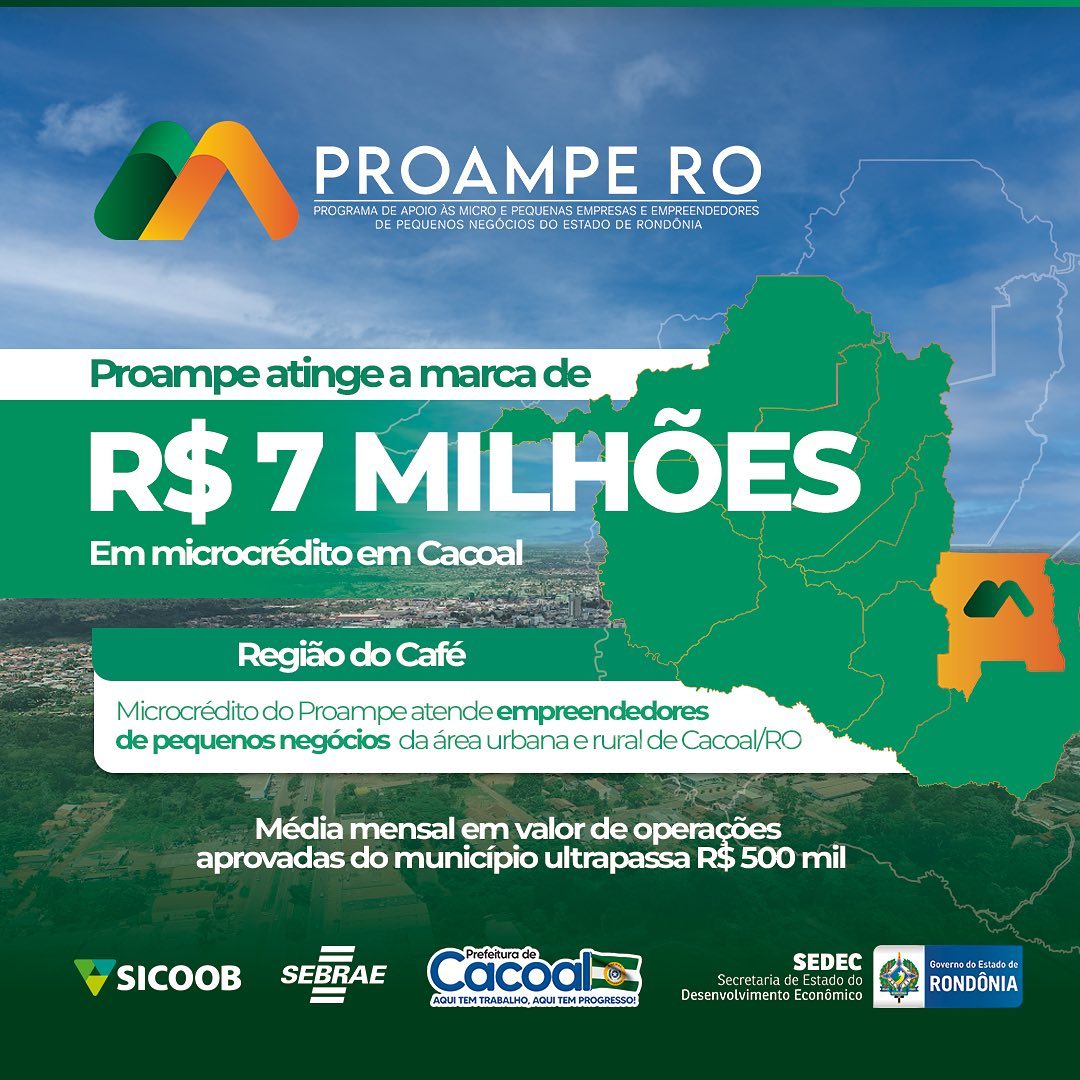 PROAMPE RO
PROGRAMA DE APOIO ÀS MICRO E PEQUENAS EMPRESAS E EMPREENDEDORES
DE PEQUENOS NEGÓCIOS DO ESTADO DE RONDÔNIA
Proampe atinge a marca de
R$ 7 MILHÕES
Em microcrédito em Cacoal
Região do Café
Microcrédito do Proampe atende empreendedores
de pequenos negócios da área urbana e rural de Cacoal/RO
Média mensal em valor de operações
aprovadas do município ultrapassa R$ 500 mil
SICOOB
SEBRAE
Prefeitura de
Cacoal
AQUI TEM TRABALHO, AQUI TEM PROGRESSO!
SEDEC
Secretaria de Estado do
Desenvolvimento Econômico
Governo do Estado de
RONDÔNIA